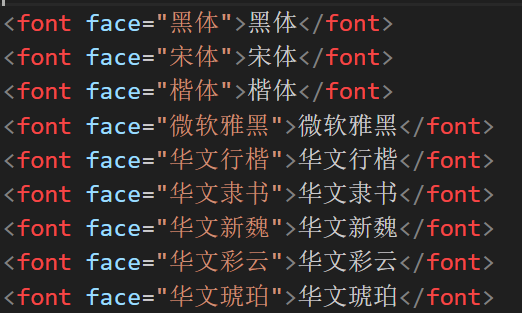 <font face="黑体">黑体</font>
<font face="宋体">宋体</font>
<font face="楷体">楷体</font>
<font face="微软雅黑">微软雅黑</font>
<font face="华文行楷">华文行楷</font>
<font face="华文隶书">华文隶书</font>
<font face="华文新魏">华文新魏</font>
<font face="华文彩云">华文彩云</font>
<font face="华文琥珀">华文琥珀</font>